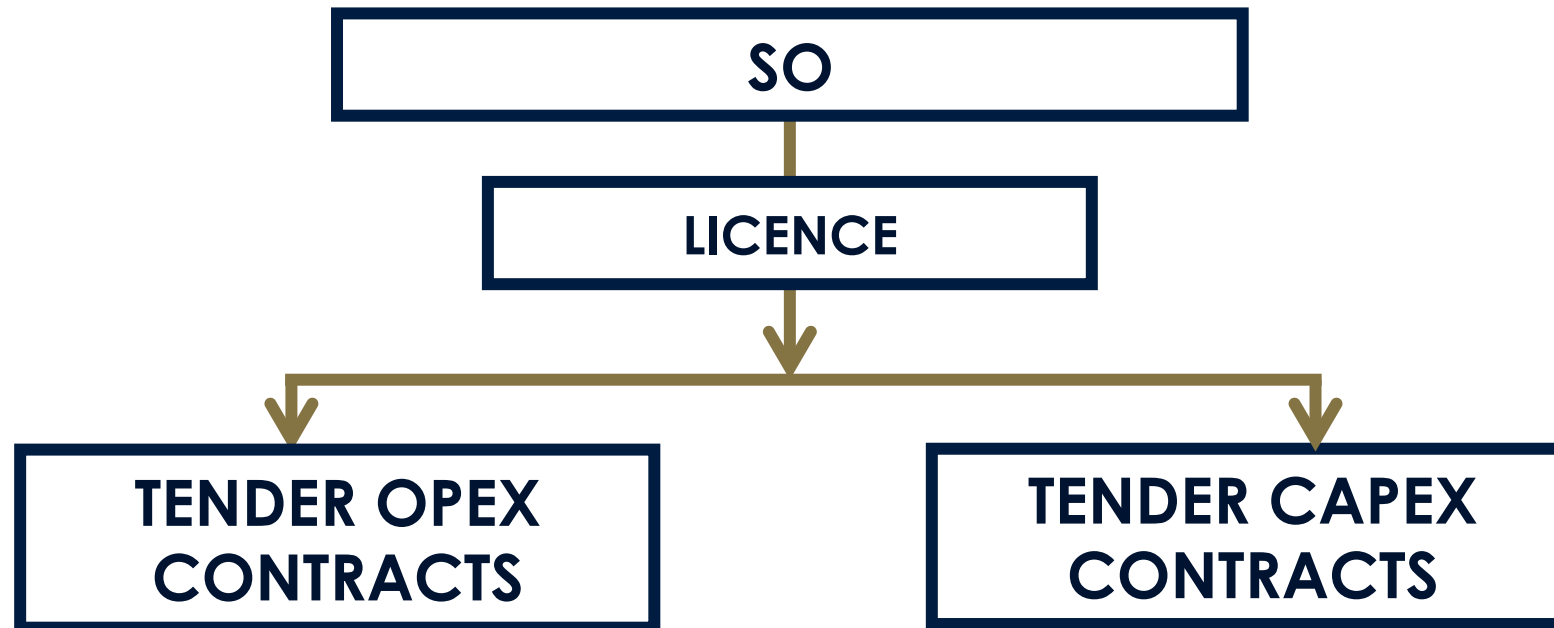 SO
LICENCE
TENDER OPEX
CONTRACTS
TENDER CAPEX
CONTRACTS